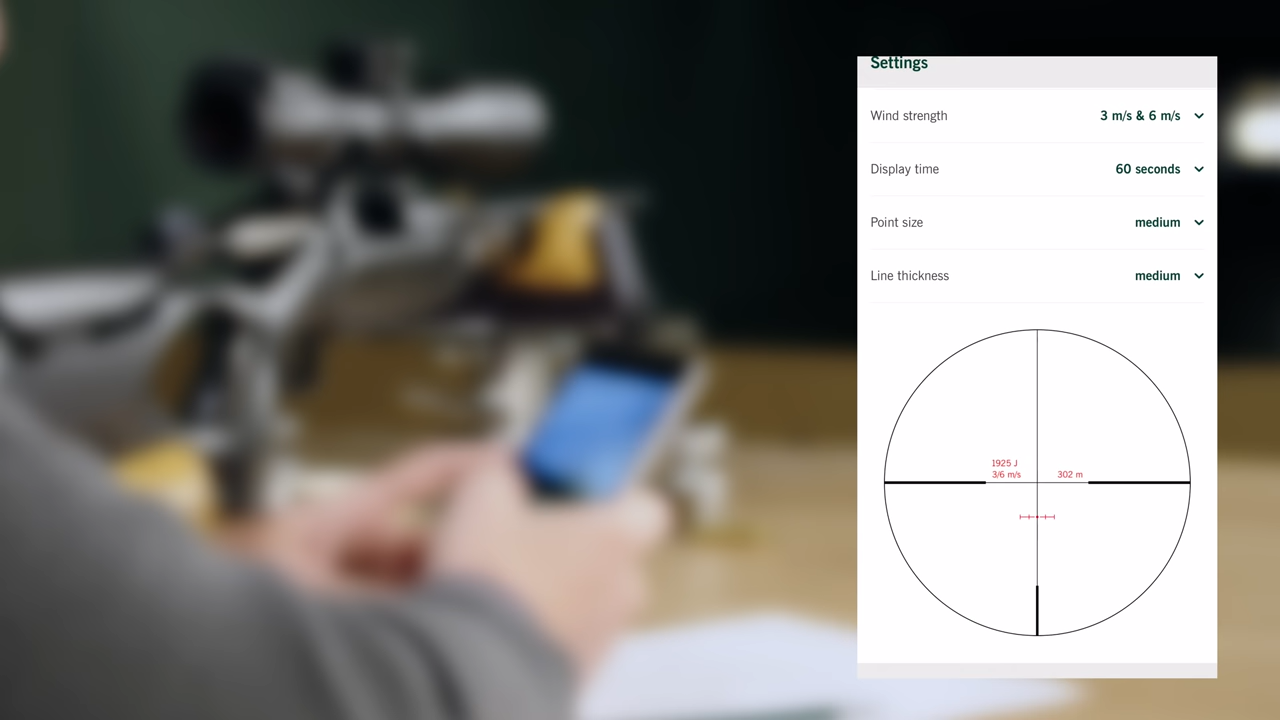 Settings
Wind strength 3 m/s & 6 m/s
Display time 60 seconds
Point size medium
Line thickness medium
1925 J
3/6 m/s 302 m